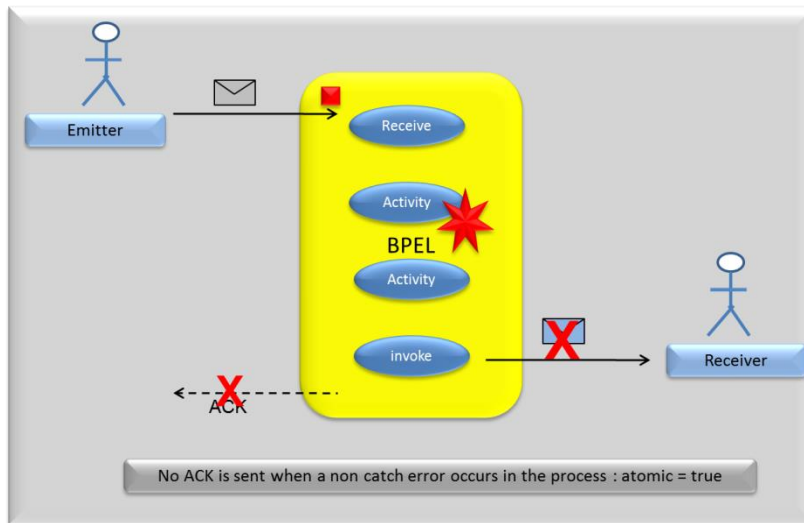 Emitter
Receive
Activity
BPEL
Activity
invoke
Receiver
ACK
No ACK is sent when a non catch error occurs in the process : atomic = true